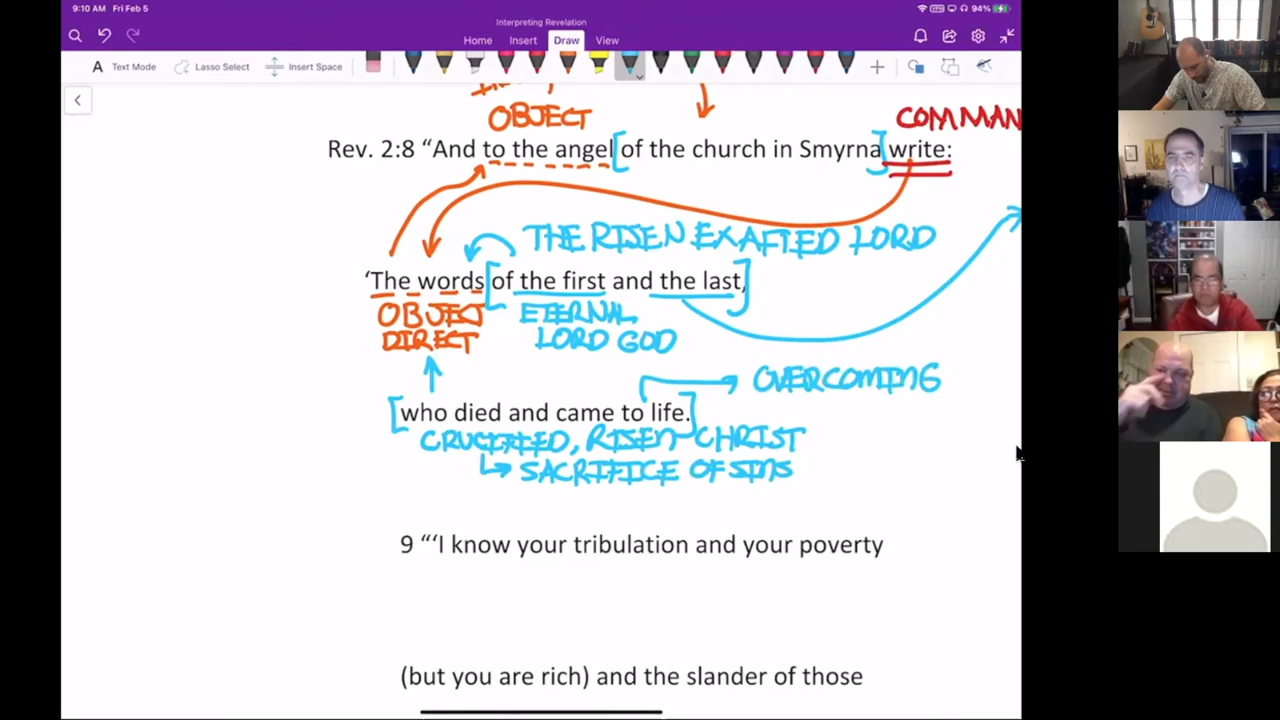 9:10 AM Fri Feb 5
94%
Interpreting Revelation
Home Insert Draw View
A Text Mode Lasso Select Insert Space
OBJECT
COMMAN
Rev. 2:8 “And to the angel [of the church in Smyrna] write:
THE RISEN EXALTED LORD
‘The words [of the first and the last,]
OBJECT ETERNAL
DIRECT LORD GOD
OVERCOMING
[who died and came to life.]
CRUCIFIED, RISEN CHRIST
SACRIFICE OF SINS
9 “‘I know your tribulation and your poverty
(but you are rich) and the slander of those